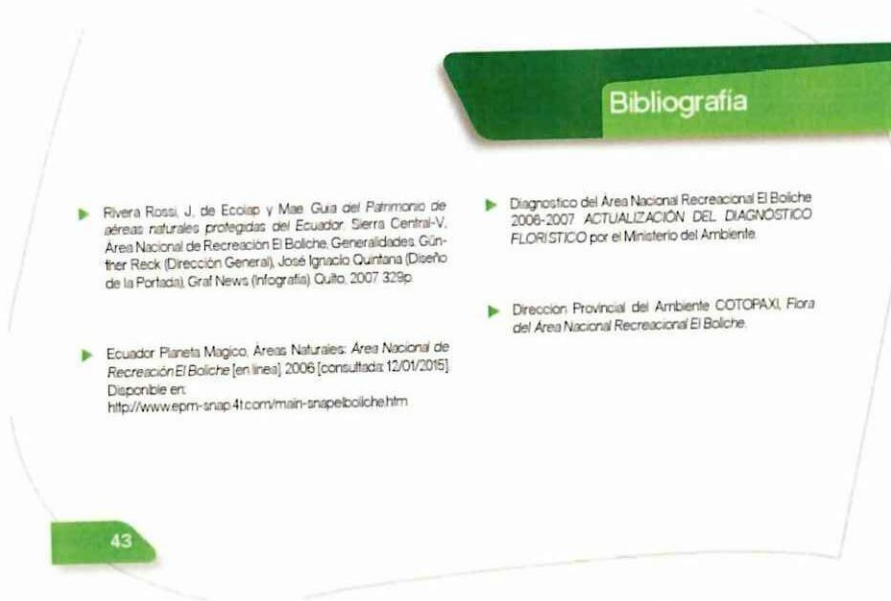 Bibliografía
Rivera Rossi, J, de Ecolap y Mae. Guia del Patrimonio de
aéreas naturales protegidas del Ecuador. Sierra Central-V,
Área Nacional de Recreación El Boliche, Generalidades. Gün-
ther Reck (Dirección General), José Ignacio Quintana (Diseño
de la Portada), Graf News (Infografía). Quito, 2007 329p.
Ecuador Planeta Magico, Áreas Naturales: Área Nacional de
Recreación El Boliche [en linea] 2006 [consultada: 12/01/2015]
Disponible en:
http://www.epm-snap.4t.com/main-snapelboliche.htm
Diagnostico del Área Nacional Recreacional El Boliche
2006-2007 ACTUALIZACIÓN DEL DIAGNÓSTICO
FLORISTICO por el Ministerio del Ambiente.
Direccion Provincial del Ambiente COTOPAXI, Flora
del Área Nacional Recreacional El Boliche.
43